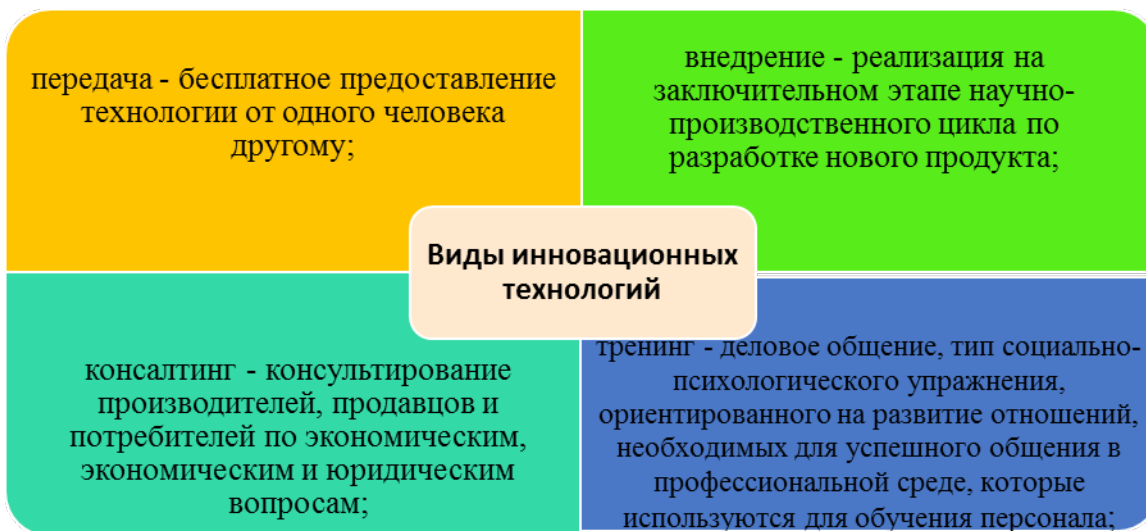 передача - бесплатное предоставление
технологии от одного человека
другому;
внедрение - реализация на
заключительном этапе научно-
производственного цикла по
разработке нового продукта;
Виды инновационных
технологий
консалтинг - консультирование
производителей, продавцов и
потребителей по экономическим,
экономическим и юридическим
вопросам;
тренинг - деловое общение, тип социально-
психологического упражнения,
ориентированного на развитие отношений,
необходимых для успешного общения в
профессиональной среде, которые
используются для обучения персонала;